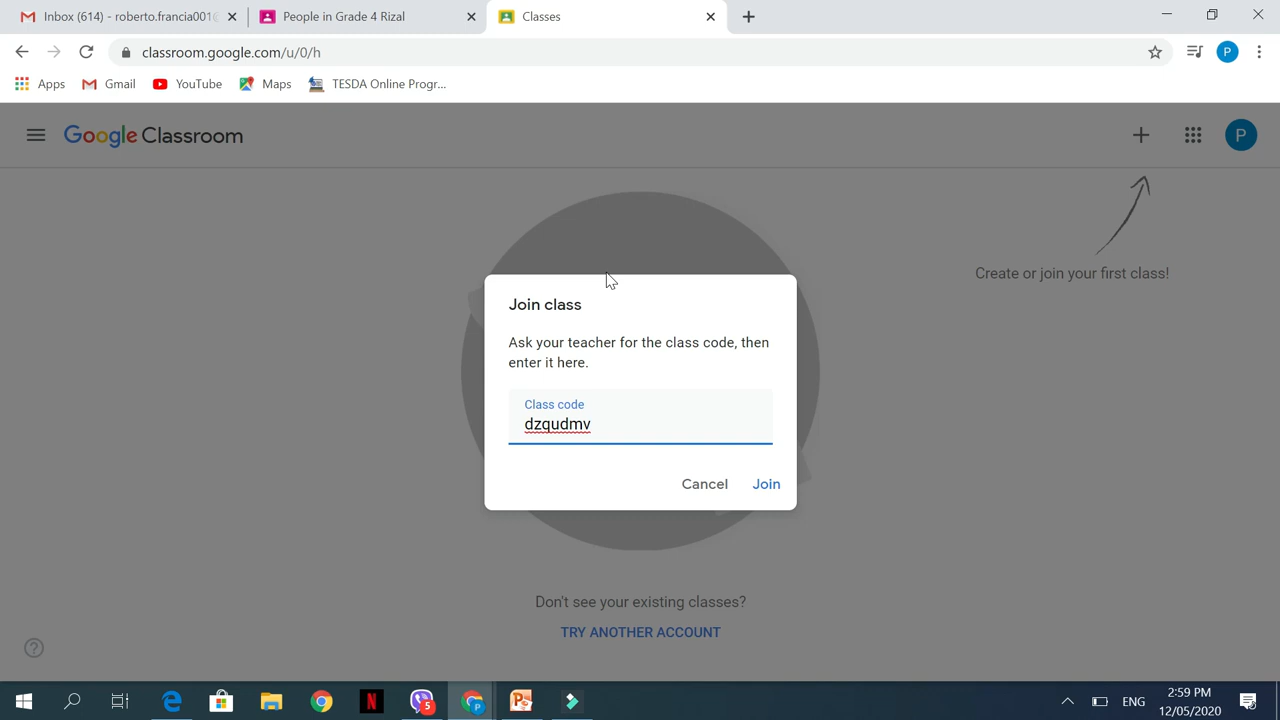 Inbox (614) - roberto.francia001@
People in Grade 4 Rizal
Classes
classroom.google.com/u/0/h
P
Apps
Gmail
YouTube
Maps
TESDA Online Progr...
Google Classroom
P
Create or join your first class!
Join class
Ask your teacher for the class code, then
enter it here.
Class code
dzqudmv
Cancel
Join
Don't see your existing classes?
TRY ANOTHER ACCOUNT
5
P
ENG
2:59 PM
12/05/2020